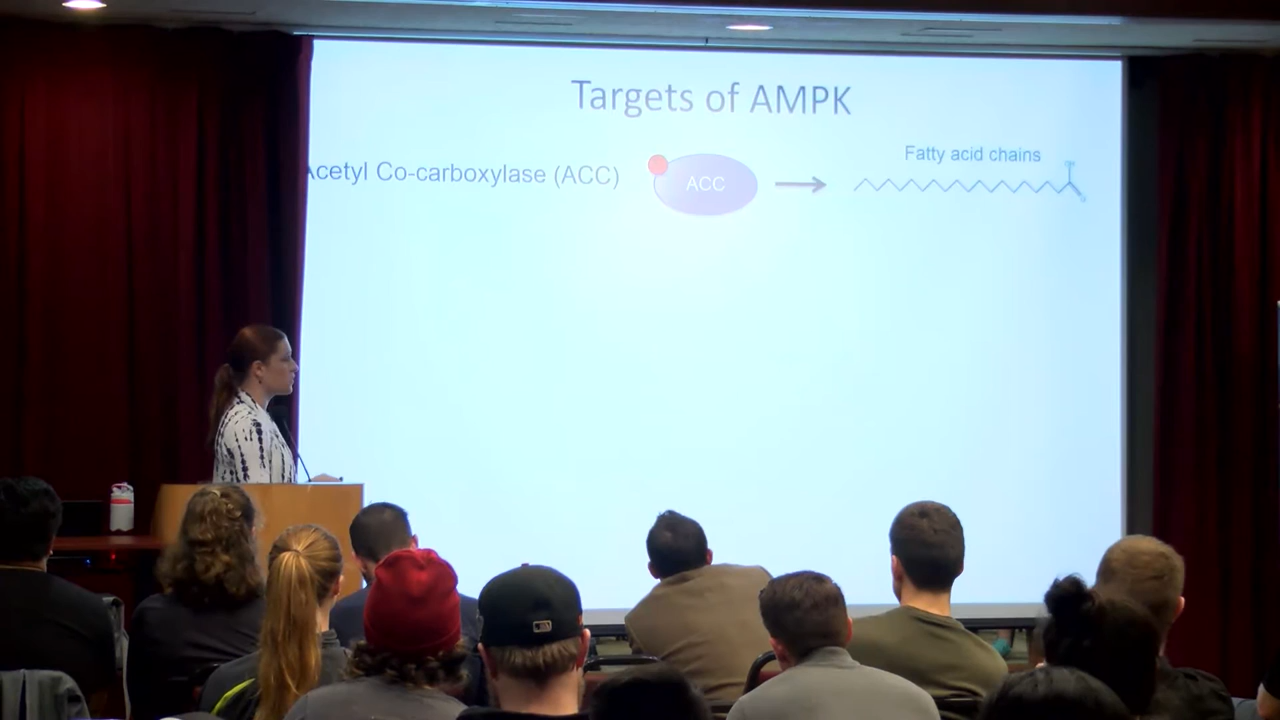 Targets of AMPK
Acetyl Co-carboxylase (ACC)
ACC
Fatty acid chains